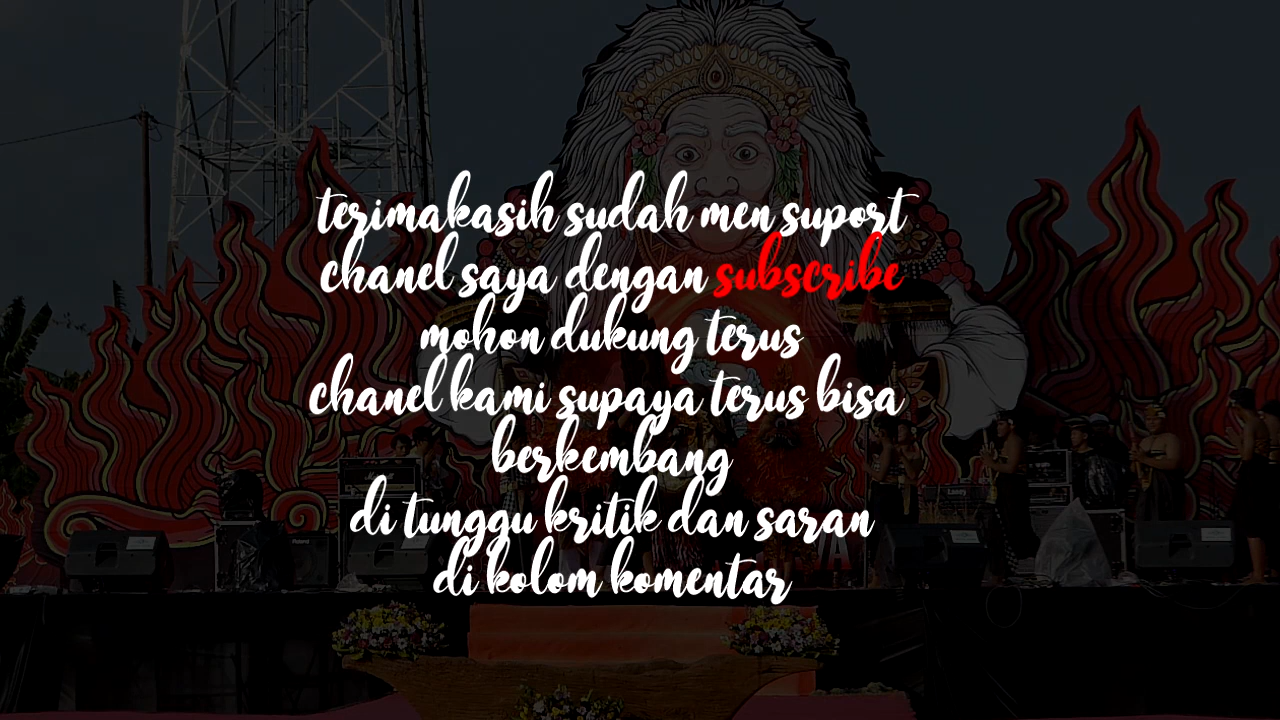 terimakasih sudah men suport
chanel saya dengan subscribe
mohon dukung terus
chanel kami supaya terus bisa
berkembang
di tunggu kritik dan saran
di kolom komentar